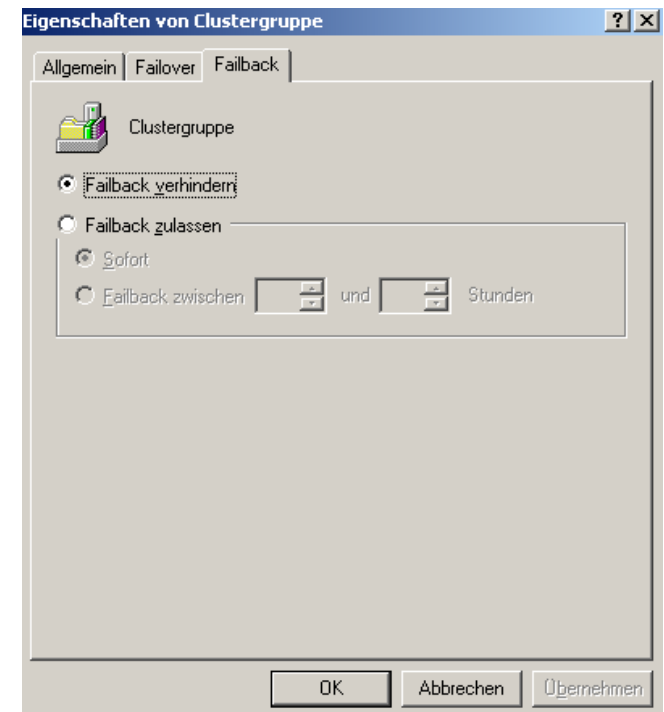 Eigenschaften von Clustergruppe
Allgemein Failover Failback
Clustergruppe
Failback verhindern
Failback zulassen
Sofort
Failback zwischen und Stunden
OK Abbrechen Übernehmen